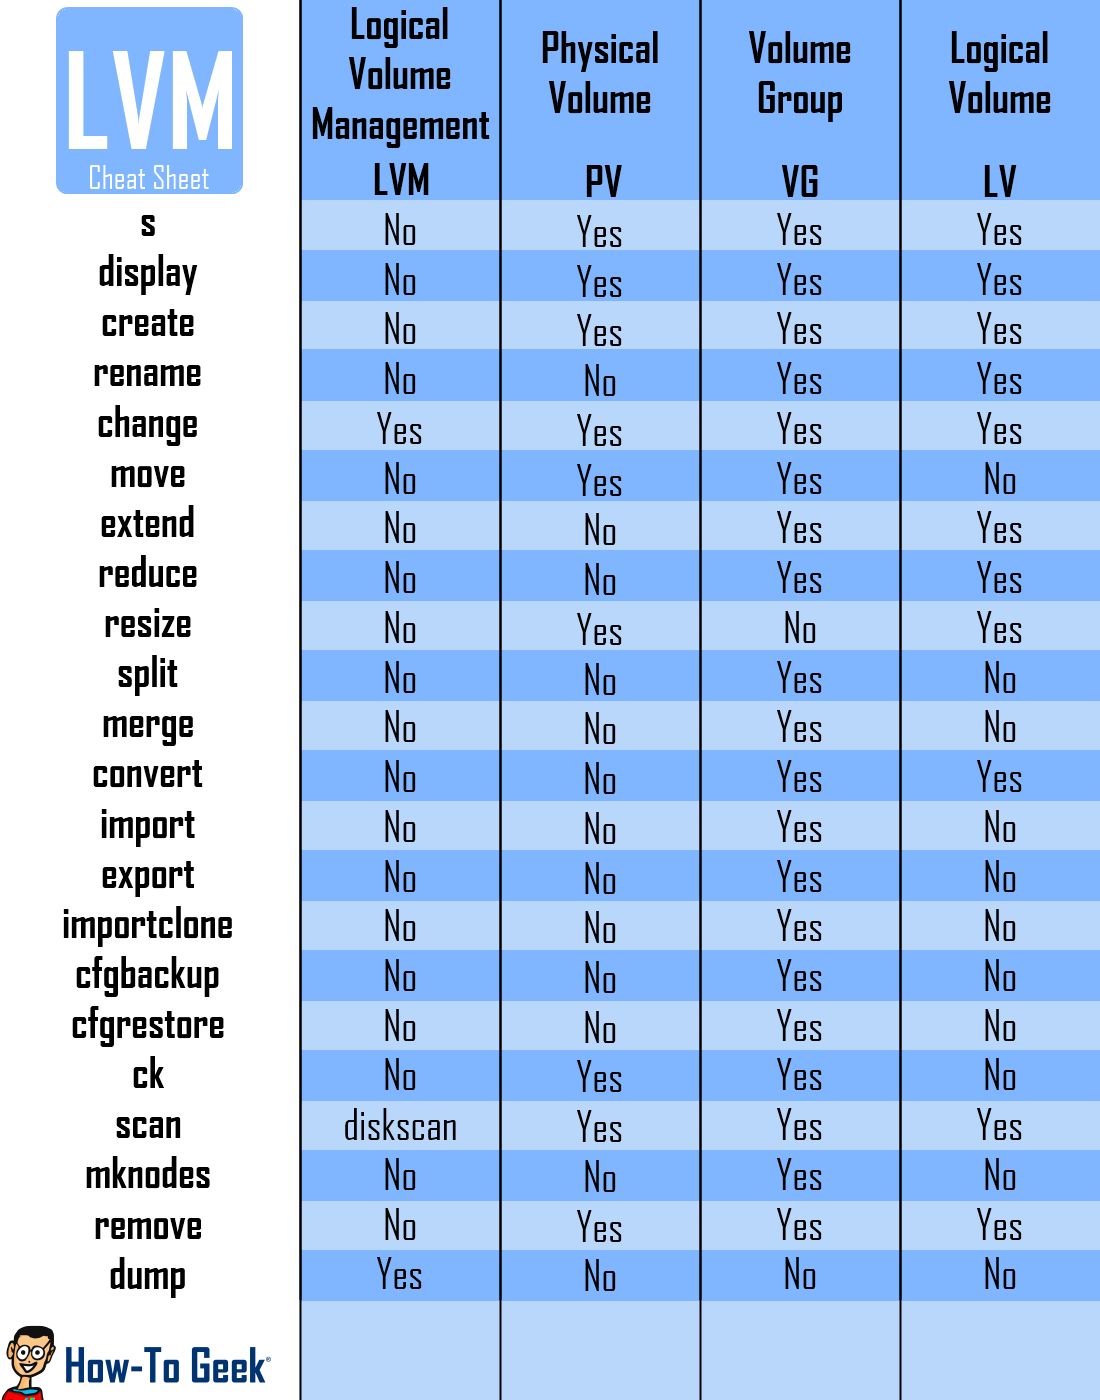 LVM
Cheat Sheet
Logical Volume Management LVM
Physical Volume PV
Volume Group VG
Logical Volume LV
s No Yes Yes Yes
display No Yes Yes Yes
create No Yes Yes Yes
rename No No Yes Yes
change Yes Yes Yes Yes
move No Yes Yes No
extend No No Yes Yes
reduce No No Yes Yes
resize No Yes No Yes
split No No Yes No
merge No No Yes No
convert No No Yes Yes
import No No Yes No
export No No Yes No
importclone No No Yes No
cfgbackup No No Yes No
cfgrestore No No Yes No
ck No Yes Yes No
scan diskscan Yes Yes Yes
mknodes No No Yes No
remove No Yes Yes Yes
dump Yes No No No
How-To Geek®